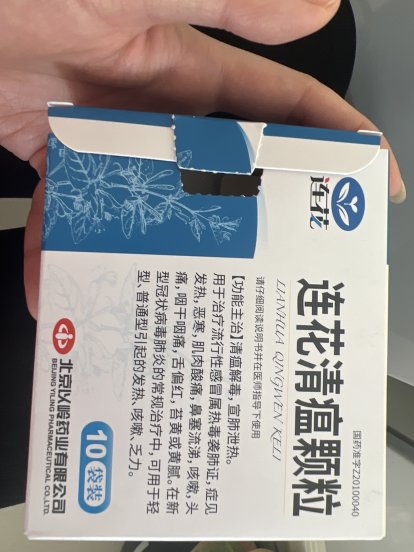 连花
连花清瘟颗粒
LIANHUA QINGWEN KELI
国药准字Z20100040
请仔细阅读说明书并在医师指导下使用
【功能主治】清瘟解毒，宣肺泄热。
用于治疗流行性感冒属热毒袭肺证，症见
发热，恶寒，肌肉酸痛，鼻塞流涕，咳嗽，头
痛，咽干咽痛，舌偏红，苔黄或黄腻。在新
型冠状病毒肺炎的常规治疗中，可用于轻
型、普通型引起的发热、咳嗽、乏力。
10袋装
北京以岭药业有限公司
BEIJING YILING PHARMACEUTICAL CO.,LTD.